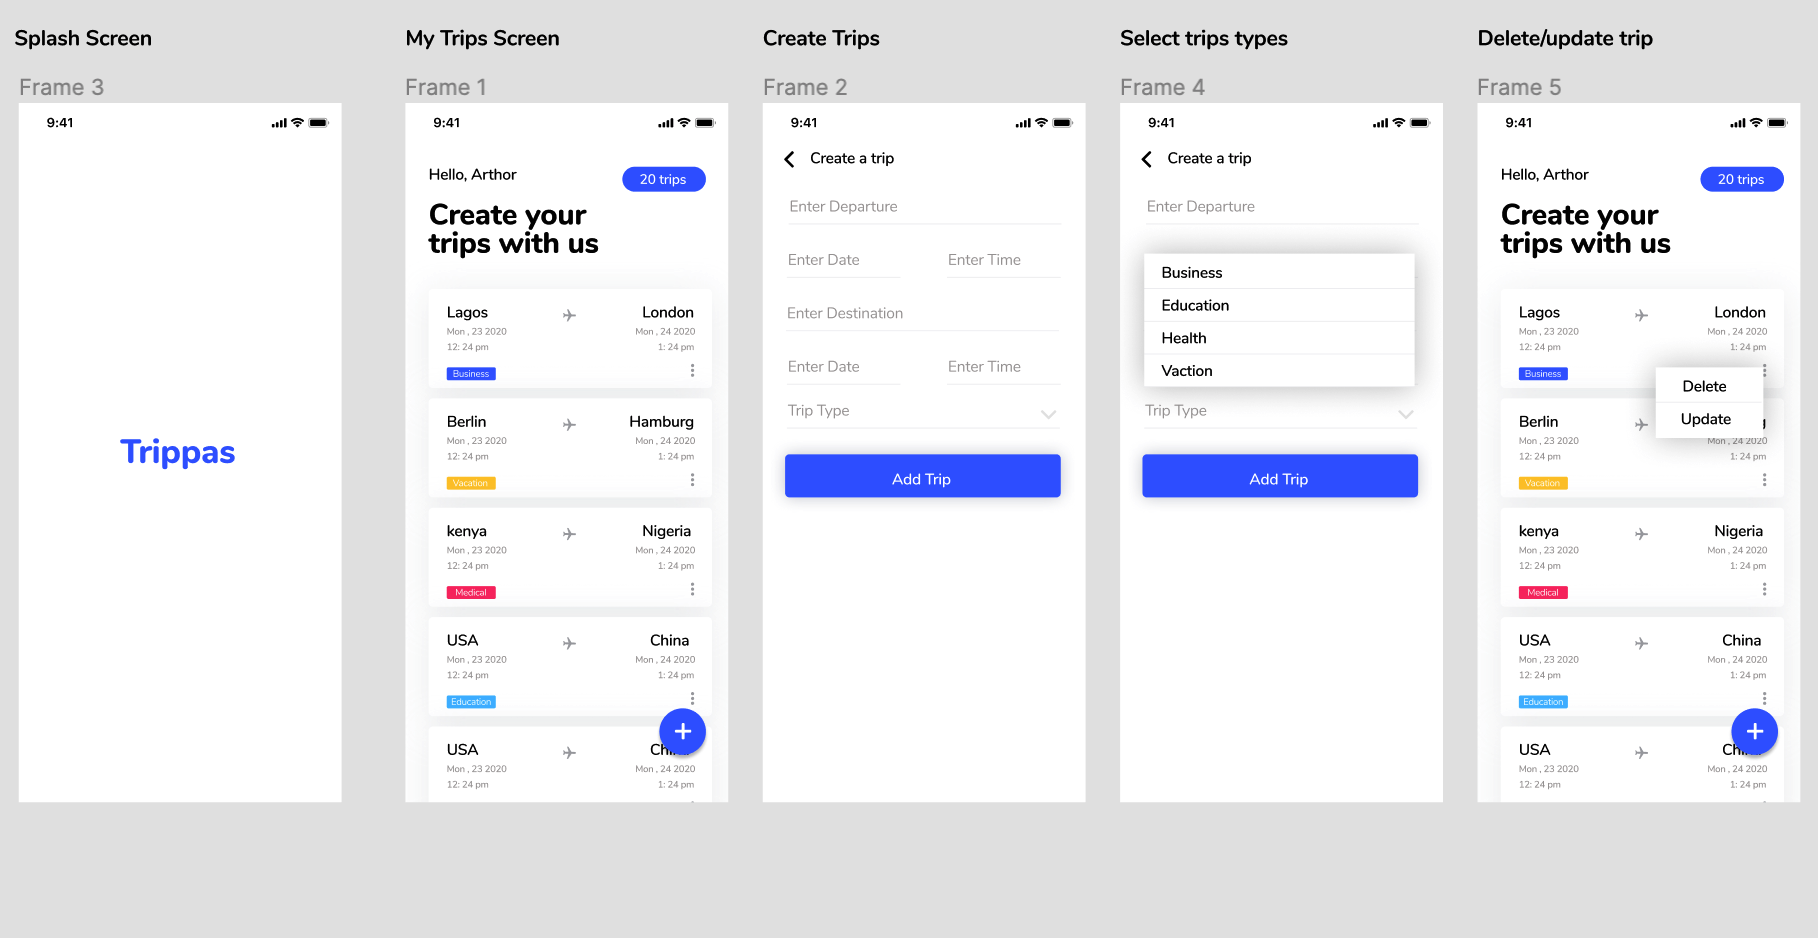 Splash Screen
Frame 3
9:41
Trippas
My Trips Screen
Frame 1
9:41
Hello, Arthor
20 trips
Create your
trips with us
Lagos London
Mon , 23 2020 Mon , 24 2020
12: 24 pm 1: 24 pm
Business
Berlin Hamburg
Mon , 23 2020 Mon , 24 2020
12: 24 pm 1: 24 pm
Vacation
kenya Nigeria
Mon , 23 2020 Mon , 24 2020
12: 24 pm 1: 24 pm
Medical
USA China
Mon , 23 2020 Mon , 24 2020
12: 24 pm 1: 24 pm
Education
+
USA
Mon , 23 2020 Mon , 24 2020
12: 24 pm 1: 24 pm
Create Trips
Frame 2
9:41
Create a trip
Enter Departure
Enter Date Enter Time
Enter Destination
Enter Date Enter Time
Trip Type
Add Trip
Select trips types
Frame 4
9:41
Create a trip
Enter Departure
Business
Education
Health
Vaction
Trip Type
Add Trip
Delete/update trip
Frame 5
9:41
Hello, Arthor
20 trips
Create your
trips with us
Lagos London
Mon , 23 2020 Mon , 24 2020
12: 24 pm 1: 24 pm
Business
Delete
Update
Berlin
Mon , 23 2020 Mon , 24 2020
12: 24 pm 1: 24 pm
Vacation
kenya Nigeria
Mon , 23 2020 Mon , 24 2020
12: 24 pm 1: 24 pm
Medical
USA China
Mon , 23 2020 Mon , 24 2020
12: 24 pm 1: 24 pm
Education
+
USA
Mon , 23 2020 Mon , 24 2020
12: 24 pm 1: 24 pm